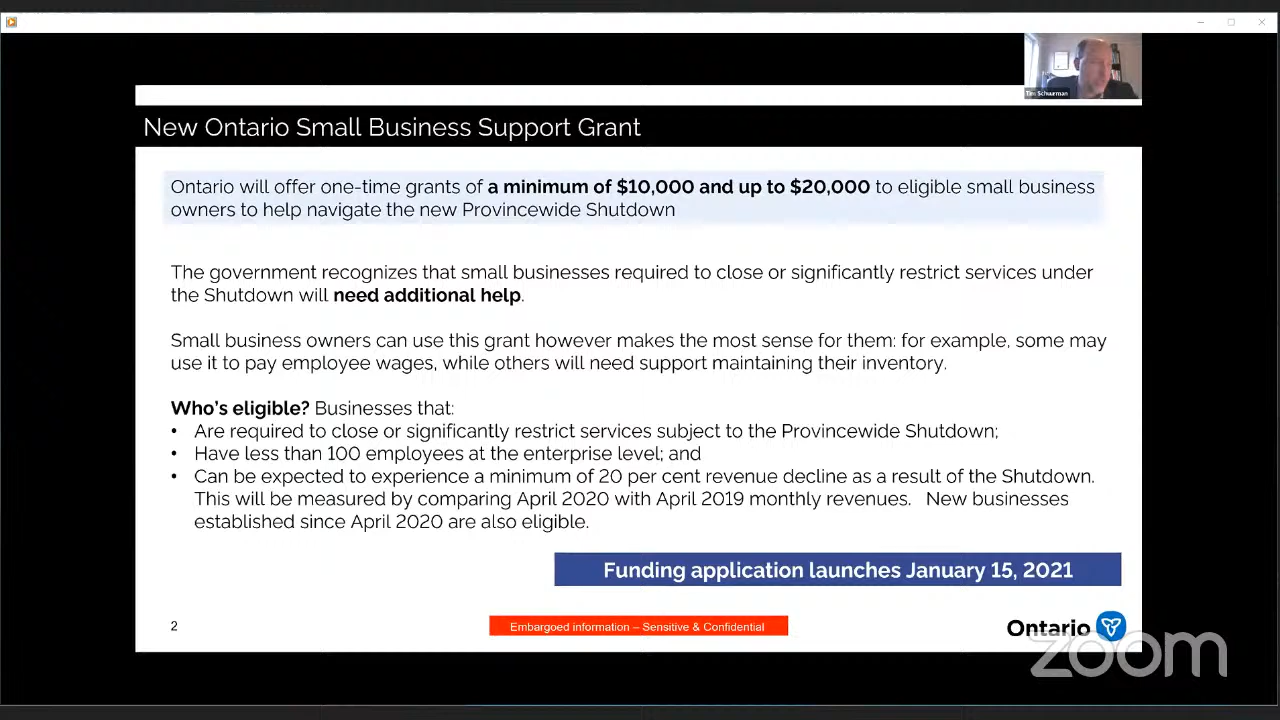 Tim Schuurman
New Ontario Small Business Support Grant
Ontario will offer one-time grants of a minimum of $10,000 and up to $20,000 to eligible small business
owners to help navigate the new Provincewide Shutdown
The government recognizes that small businesses required to close or significantly restrict services under
the Shutdown will need additional help.
Small business owners can use this grant however makes the most sense for them: for example, some may
use it to pay employee wages, while others will need support maintaining their inventory.
Who's eligible? Businesses that:
• Are required to close or significantly restrict services subject to the Provincewide Shutdown;
• Have less than 100 employees at the enterprise level; and
• Can be expected to experience a minimum of 20 per cent revenue decline as a result of the Shutdown.
This will be measured by comparing April 2020 with April 2019 monthly revenues. New businesses
established since April 2020 are also eligible.
Funding application launches January 15, 2021
2
Embargoed information – Sensitive & Confidential
Ontario
zoom